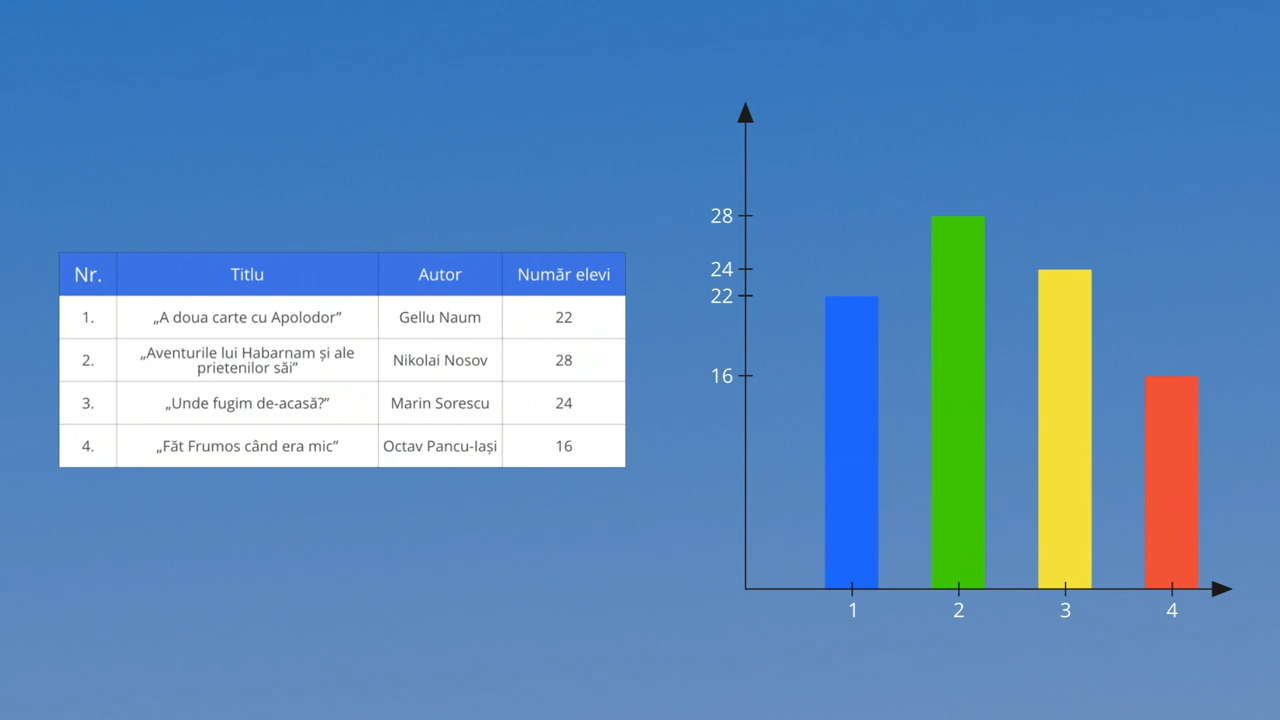 Nr. Titlu Autor Număr elevi
1. „A doua carte cu Apolodor” Gellu Naum 22
2. „Aventurile lui Habarnam și ale
prietenilor săi” Nikolai Nosov 28
3. „Unde fugim de-acasă?” Marin Sorescu 24
4. „Făt Frumos când era mic” Octav Pancu-Iași 16
28
24
22
16
1 2 3 4